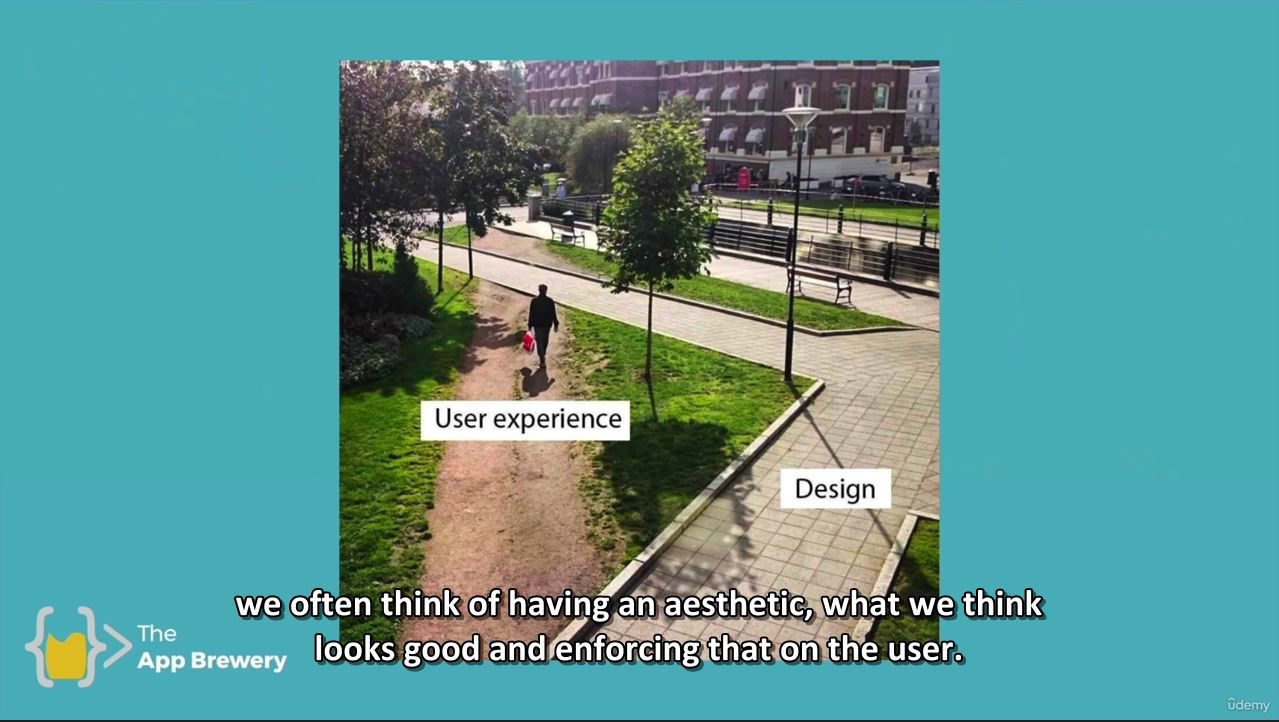 User experience
Design
we often think of having an aesthetic, what we think
looks good and enforcing that on the user.
The
App Brewery
ûdemy